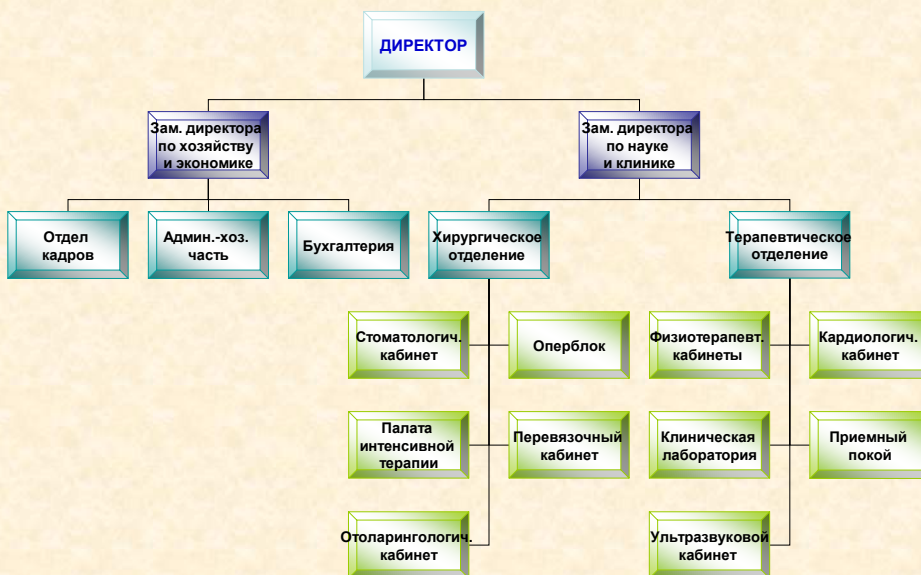 ДИРЕКТОР
Зам. директора
по хозяйству
и экономике
Зам. директора
по науке
и клинике
Отдел
кадров
Админ.-хоз.
часть
Бухгалтерия
Хирургическое
отделение
Терапевтическое
отделение
Стоматологич.
кабинет
Оперблок
Физиотерапевт.
кабинеты
Кардиологич.
кабинет
Палата
интенсивной
терапии
Перевязочный
кабинет
Клиническая
лаборатория
Приемный
покой
Отоларингологич.
кабинет
Ультразвуковой
кабинет